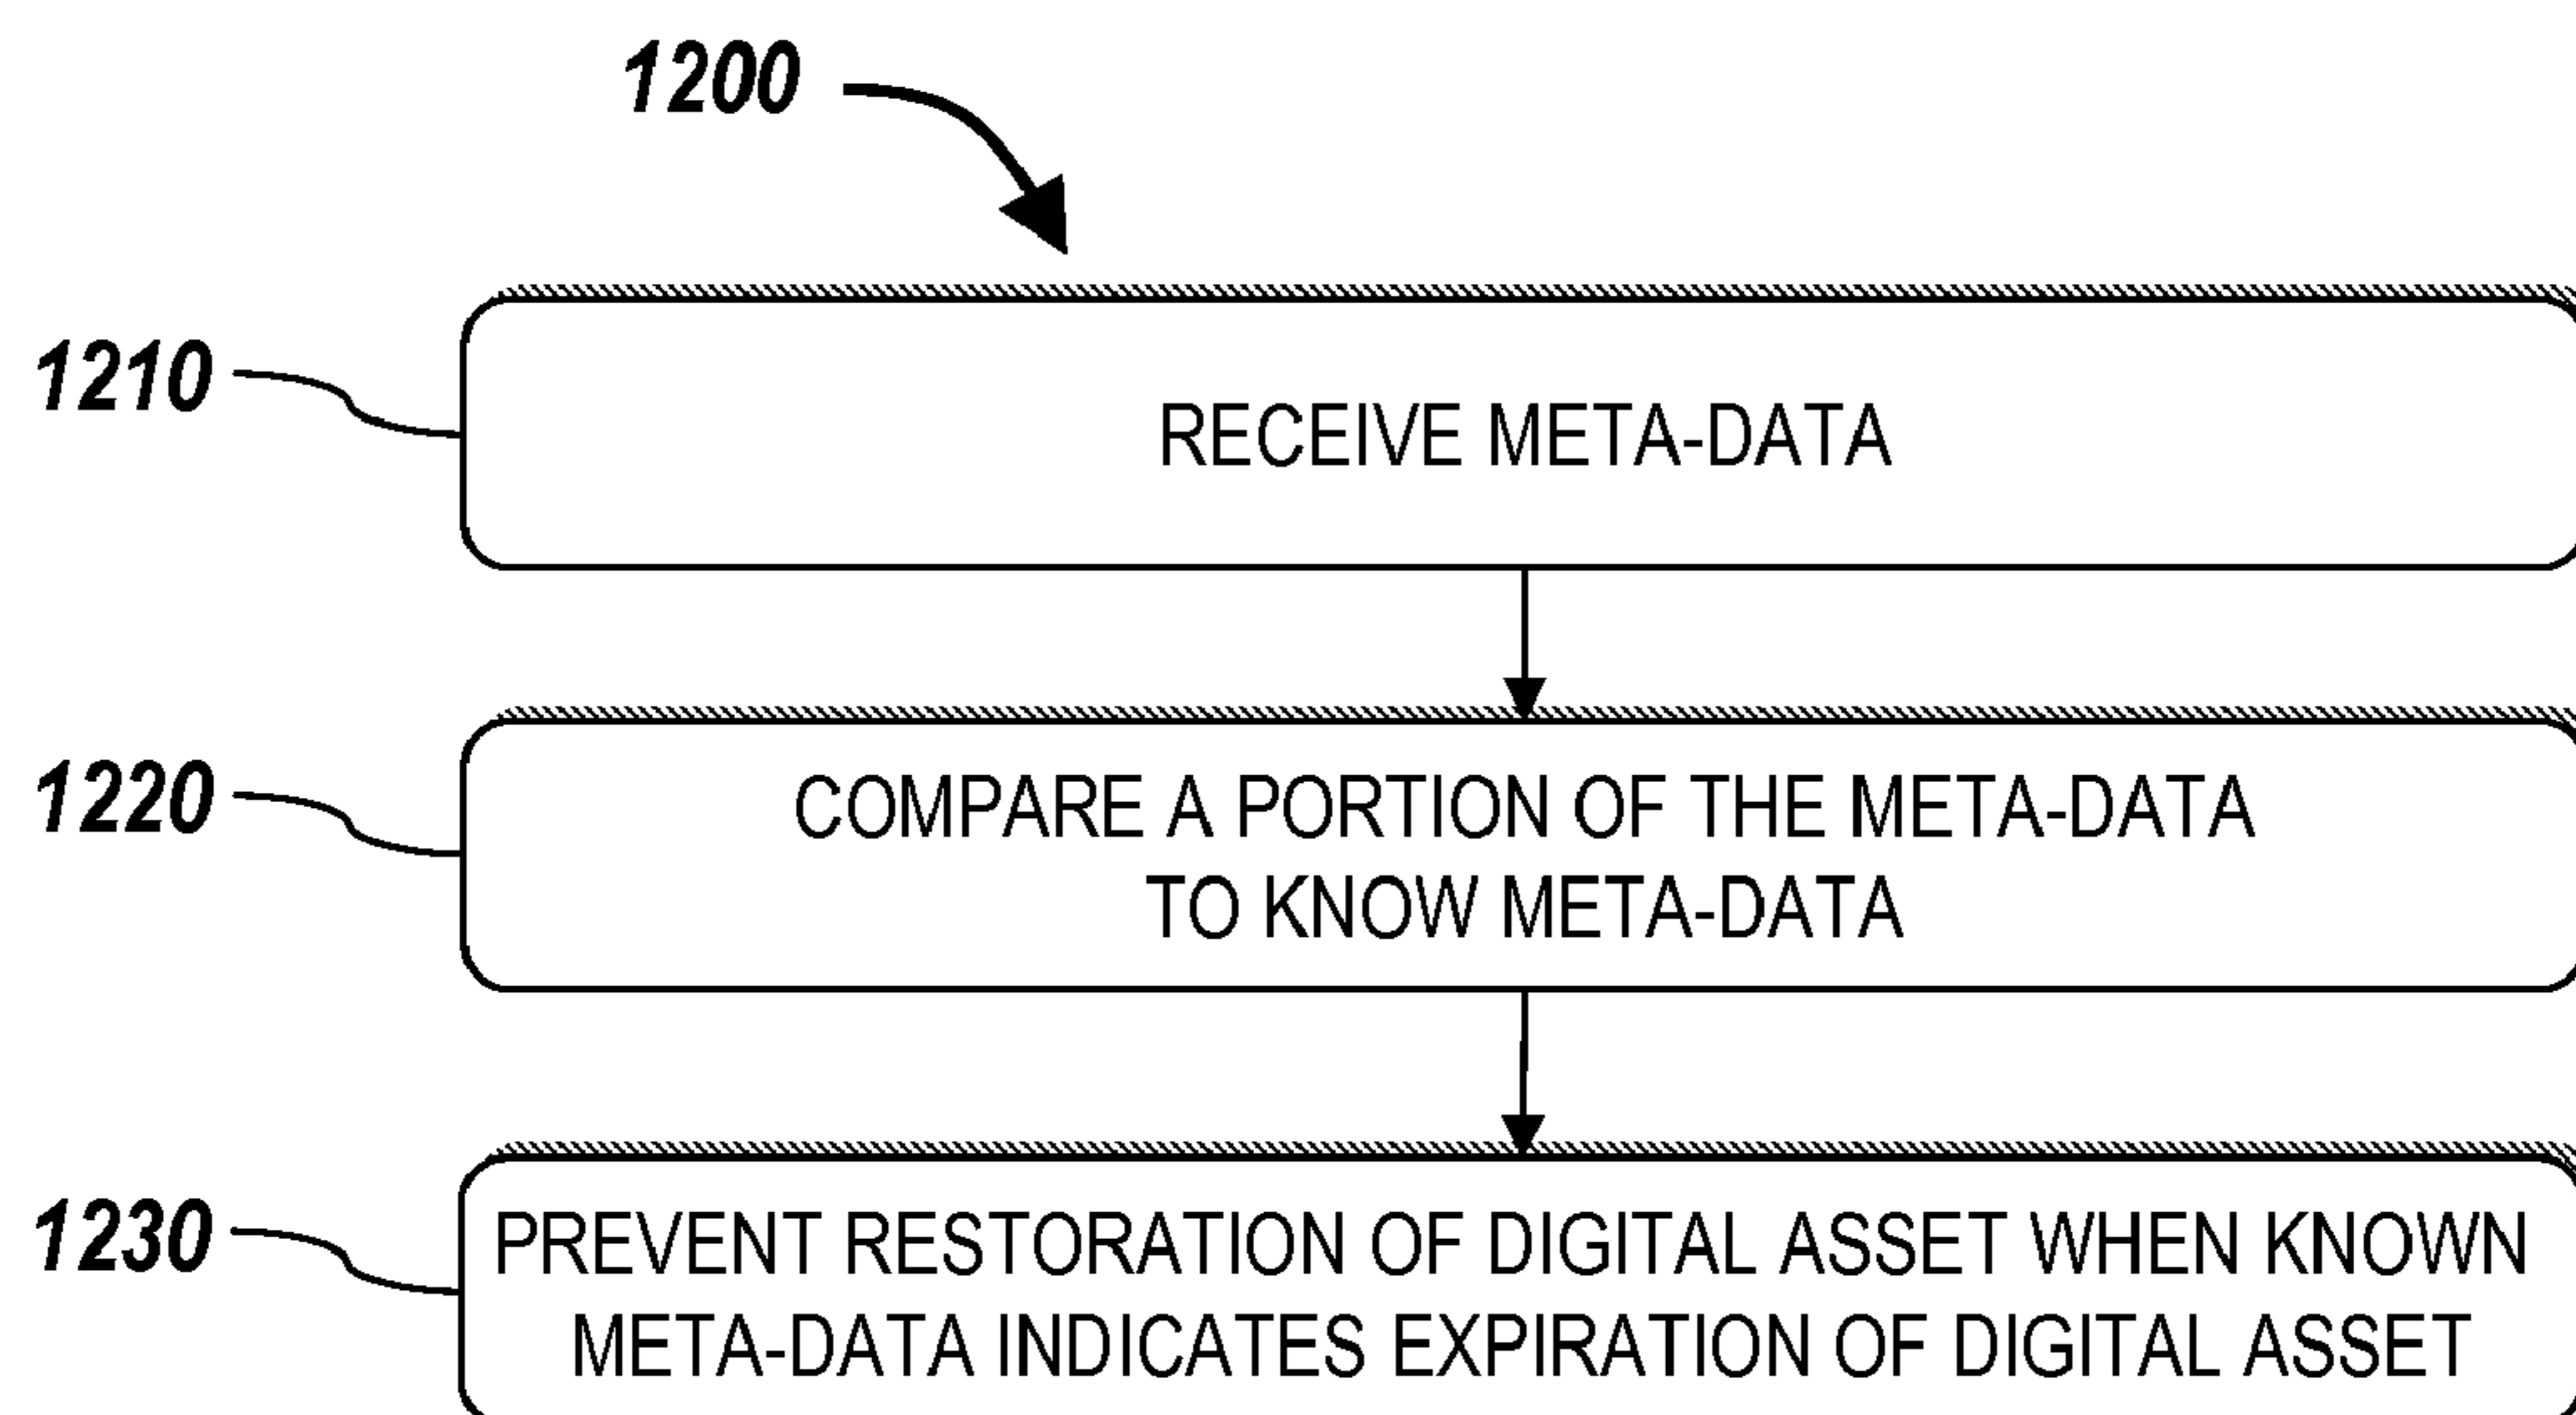 1200
1210
RECEIVE META-DATA
1220
COMPARE A PORTION OF THE META-DATA
TO KNOW META-DATA
1230
PREVENT RESTORATION OF DIGITAL ASSET WHEN KNOWN
META-DATA INDICATES EXPIRATION OF DIGITAL ASSET